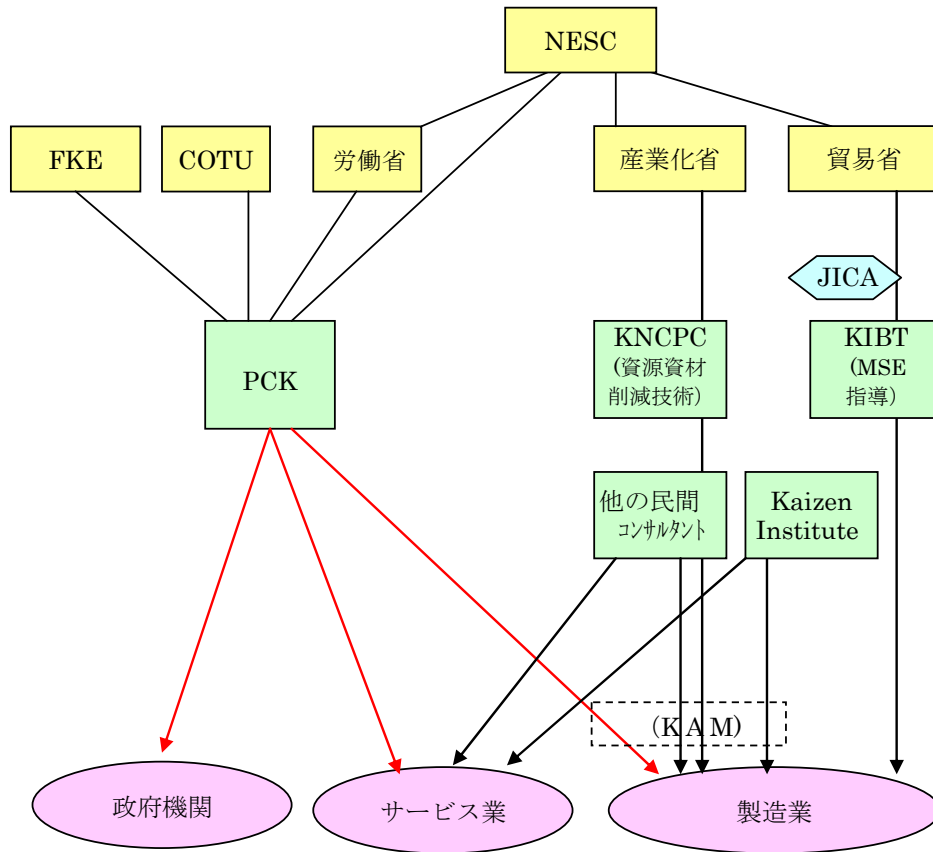 NESC
FKE
COTU
労働省
産業化省
貿易省
JICA
PCK
KNCPC
(資源資材
削減技術)
KIBT
(MSE
指導)
他の民間
コンサルタント
Kaizen
Institute
(KAM)
政府機関
サービス業
製造業